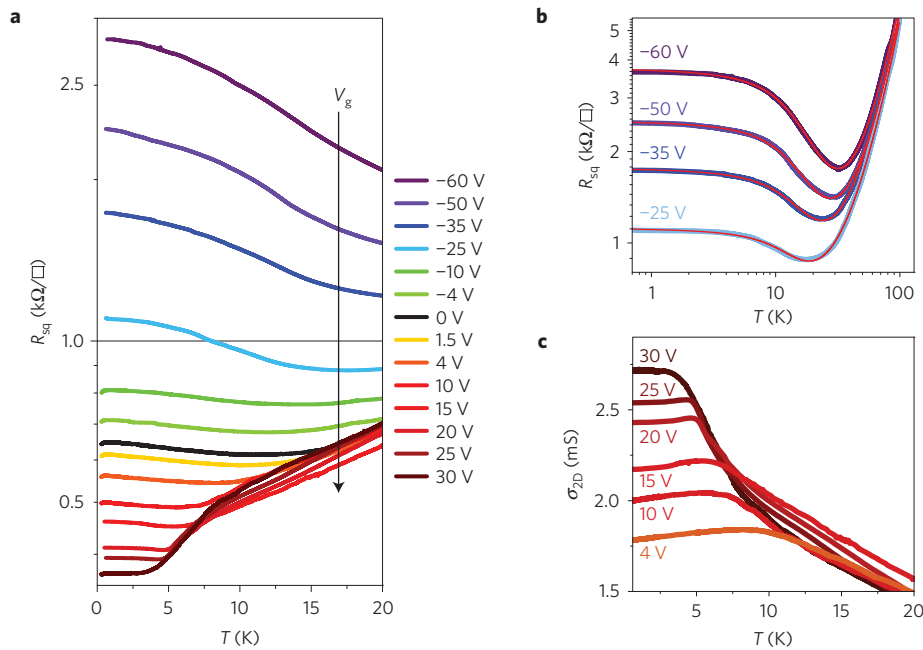 a
R_sq (kΩ/□)
2.5
1.0
0.5
0
5
10
15
20
T (K)
V_g
−60 V
−50 V
−35 V
−25 V
−10 V
−4 V
0 V
1.5 V
4 V
10 V
15 V
20 V
25 V
30 V
b
R_sq (kΩ/□)
5
4
3
2
1
−60 V
−50 V
−35 V
−25 V
1
10
100
T (K)
c
σ_2D (mS)
3.0
2.5
2.0
1.5
30 V
25 V
20 V
15 V
10 V
4 V
5
10
15
20
T (K)